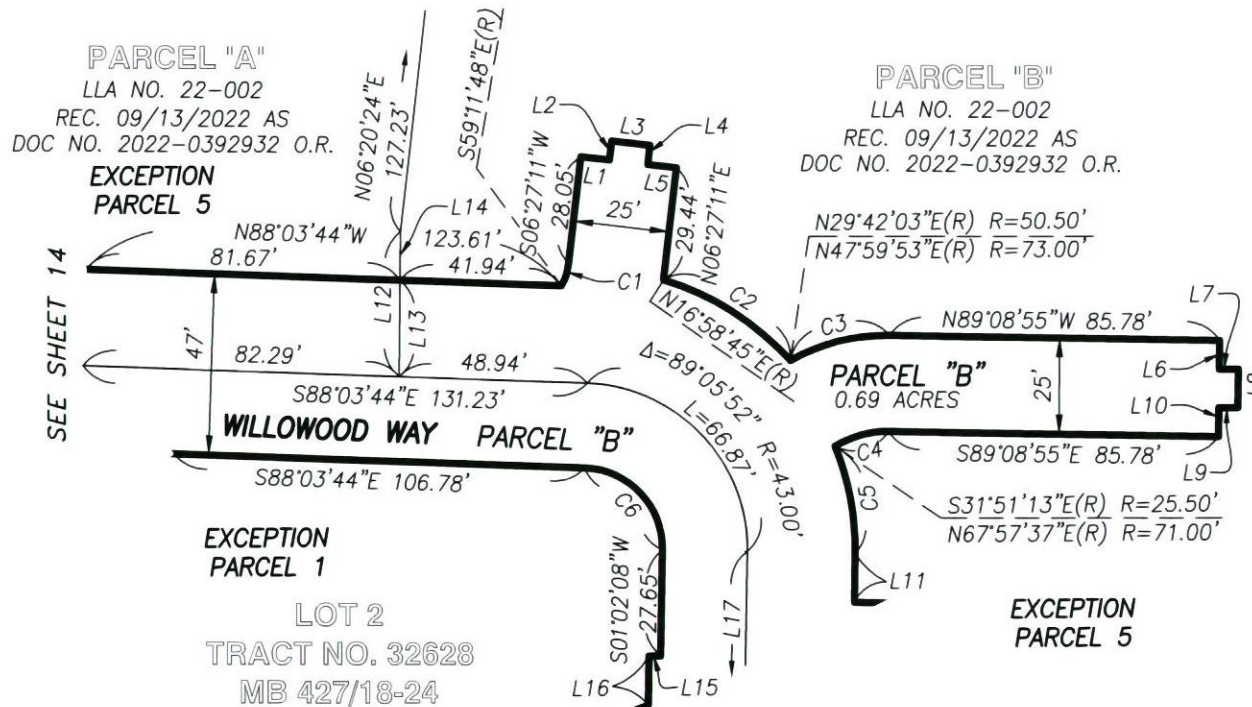 PARCEL "A"
LLA NO. 22-002
REC. 09/13/2022 AS
DOC NO. 2022-0392932 O.R.
EXCEPTION
PARCEL 5
N06°20'24"E
127.23'
S59°11'48"E(R)
L14
N88°03'44"W
123.61'
81.67'
41.94'
S06°27'11"W
28.05'
L2
L3
L4
L1
L5
25'
29.44'
N06°27'11"E
C1
PARCEL "B"
LLA NO. 22-002
REC. 09/13/2022 AS
DOC NO. 2022-0392932 O.R.
N29°42'03"E(R) R=50.50'
N47°59'53"E(R) R=73.00'
SEE SHEET 14
47'
L12
L13
82.29'
48.94'
S88°03'44"E 131.23'
WILLOWOOD WAY PARCEL "B"
S88°03'44"E 106.78'
N16°58'45"E(R)
C2
C3
Δ=89°05'52" R=43.00'
L=66.87'
N89°08'55"W 85.78'
L7
L6
PARCEL "B"
0.69 ACRES
25'
L10
S
L9
S89°08'55"E 85.78'
C4
C5
C6
S31°51'13"E(R) R=25.50'
N67°57'37"E(R) R=71.00'
L11
EXCEPTION
PARCEL 1
LOT 2
TRACT NO. 32628
MB 427/18-24
S01°02'08"W
27.65'
L17
L16
L15
EXCEPTION
PARCEL 5